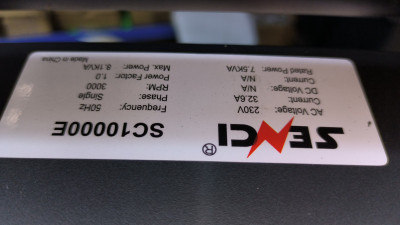 SENCI® SC10000E
AC Voltage: 230V Frequency: 50Hz
Current: 32.6A Phase: Single
DC Voltage: N/A RPM: 3000
Current: N/A Power Factor: 1.0
Rated Power: 7.5KVA Max. Power: 8.1KVA
Made in China